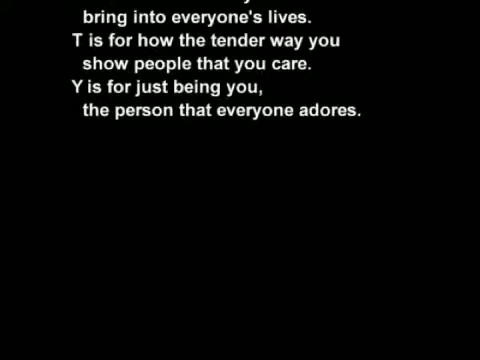 bring into everyone's lives.
T is for how the tender way you
show people that you care.
Y is for just being you,
the person that everyone adores.